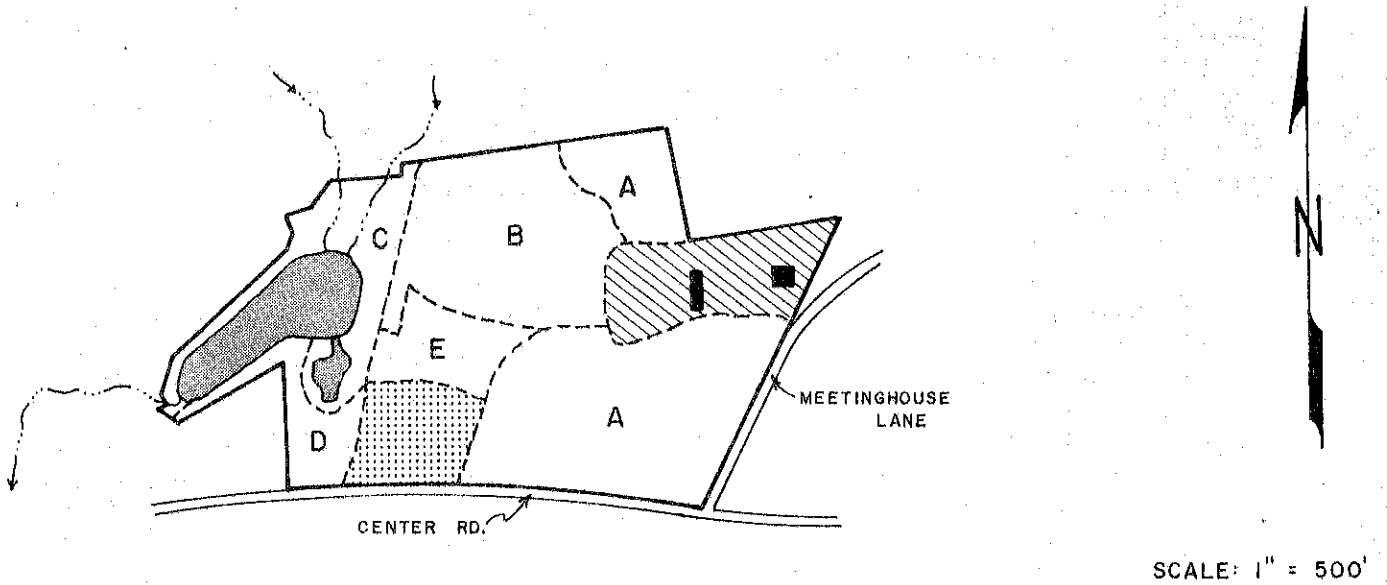 A
B
C
N
E
MEETINGHOUSE
LANE
A
D
CENTER RD.
SCALE: 1" = 500'